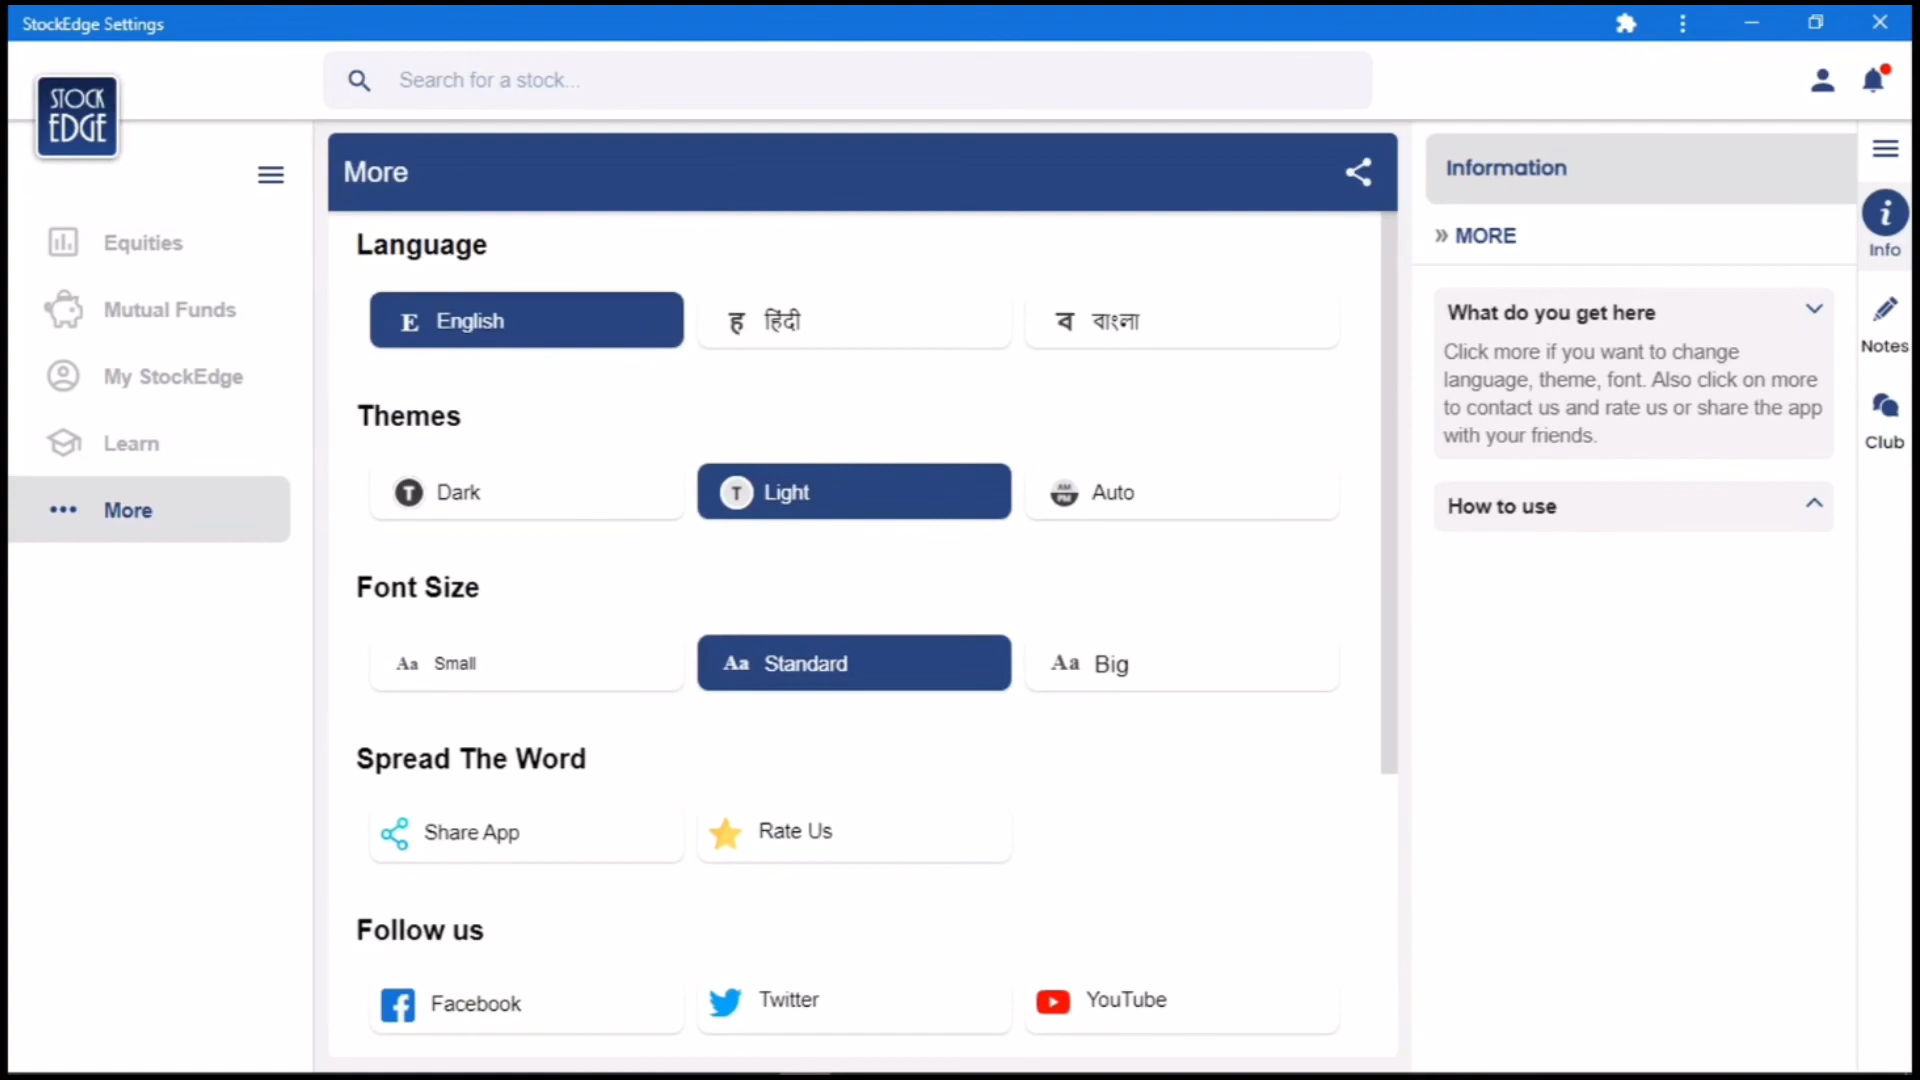 StockEdge Settings
STOCK
EDGE
Search for a stock...
Equities
Mutual Funds
My StockEdge
Learn
More
More
Language
E English
ह हिंदी
ব বাংলা
Themes
T Dark
T Light
AM PM Auto
Font Size
Aa Small
Aa Standard
Aa Big
Spread The Word
Share App
Rate Us
Follow us
Facebook
Twitter
YouTube
Information
» MORE
What do you get here
Click more if you want to change
language, theme, font. Also click on more
to contact us and rate us or share the app
with your friends.
How to use
Info
Notes
Club